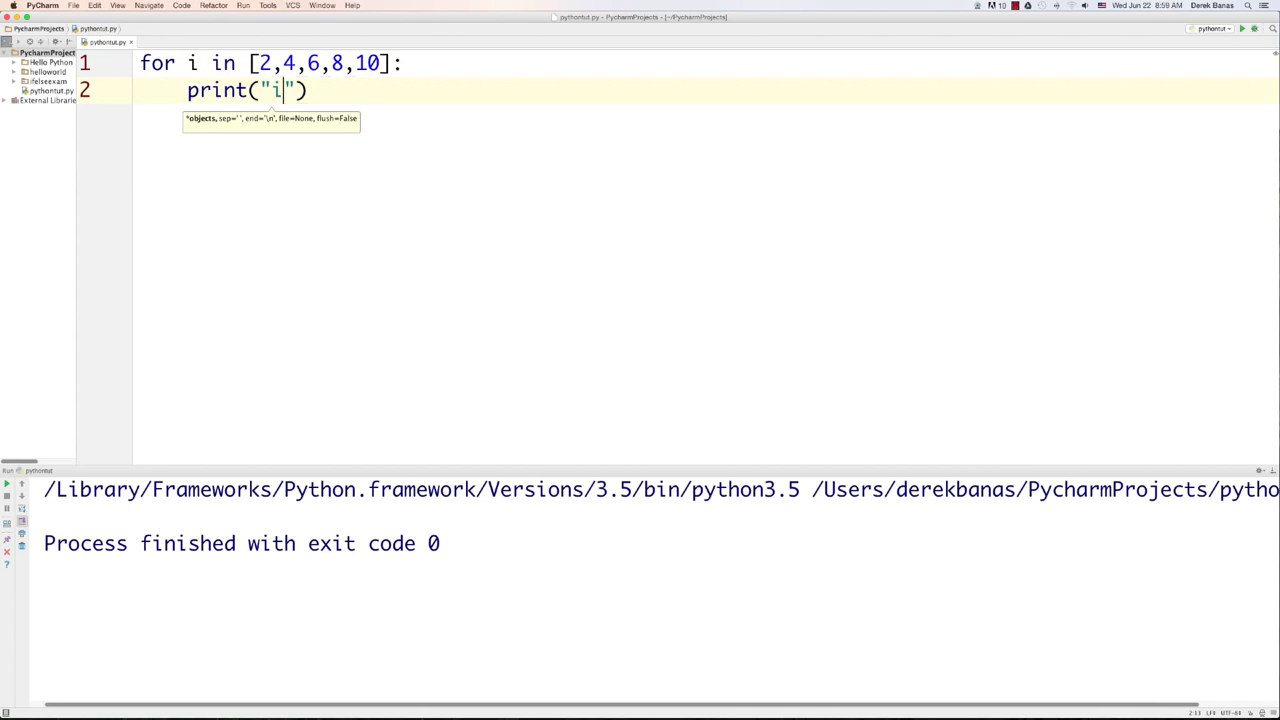 PyCharm File Edit View Navigate Code Refactor Run Tools VCS Window Help 10 Wed Jun 22 8:59 AM Derek Banas
pythontut.py - PycharmProjects - [~/PycharmProjects]
PycharmProjects pythontut.py pythontut
pythontut.py
PycharmProject
Hello Python
helloworld
ifelseexam
pythontut.py
External Librarie
1 for i in [2,4,6,8,10]:
2 print("i")
*objects, sep=' ', end='\n', file=None, flush=False
Run pythontut
/Library/Frameworks/Python.framework/Versions/3.5/bin/python3.5 /Users/derekbanas/PycharmProjects/pytho
Process finished with exit code 0
2:13 LF UTF-8